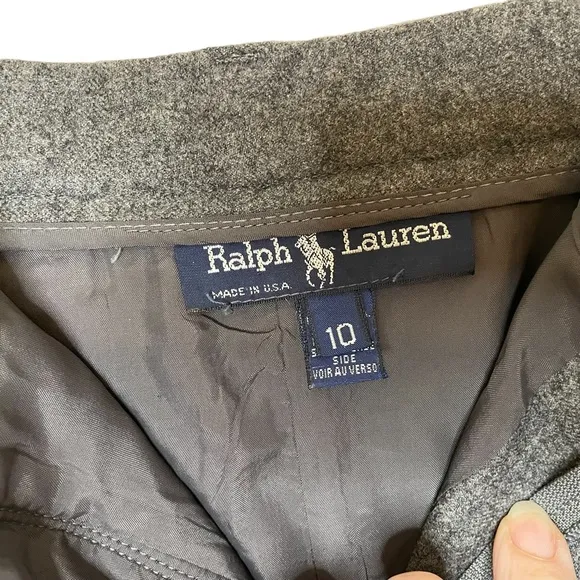 Ralph Lauren
MADE IN U.S.A.
10
SIDE
VOIR AU VERSO